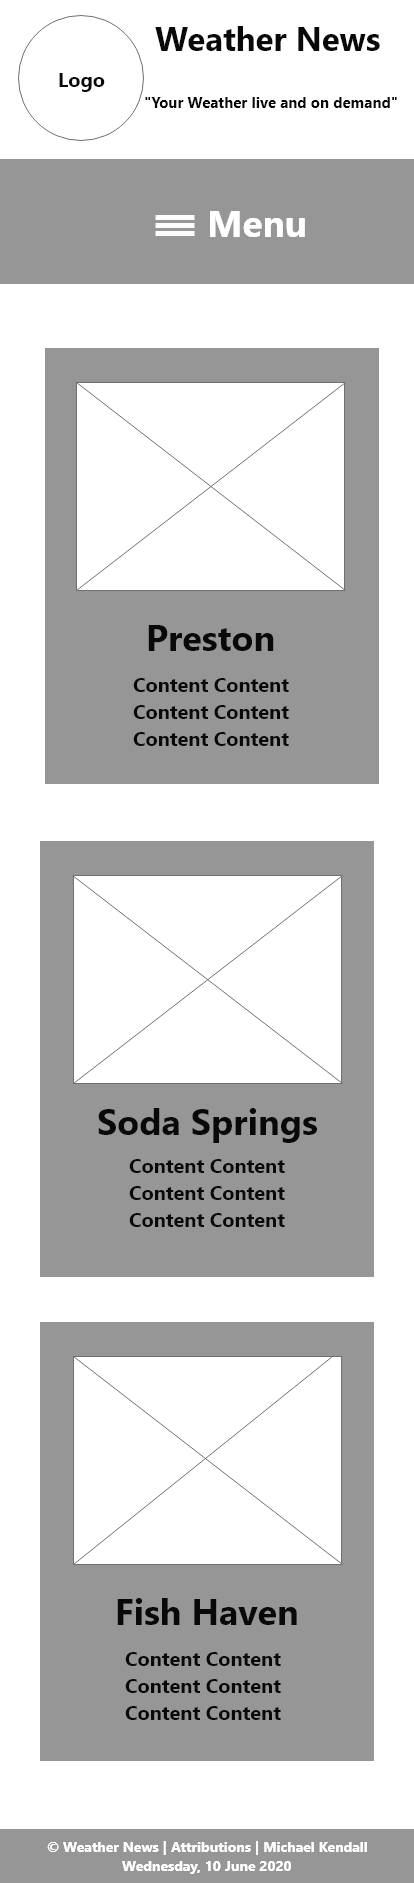 Weather News
Logo
"Your Weather live and on demand"
Menu
Preston
Content Content
Content Content
Content Content
Soda Springs
Content Content
Content Content
Content Content
Fish Haven
Content Content
Content Content
Content Content
© Weather News | Attributions | Michael Kendall
Wednesday, 10 June 2020